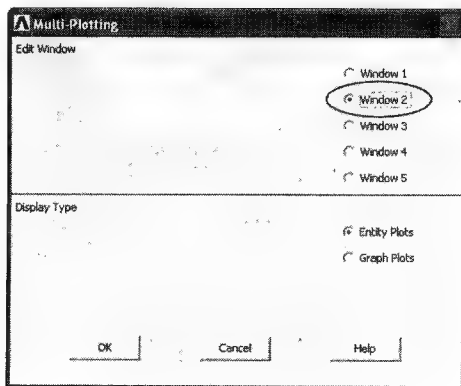 Multi-Plotting
Edit Window
Window 1
Window 2
Window 3
Window 4
Window 5
Display Type
Entity Plots
Graph Plots
OK Cancel Help